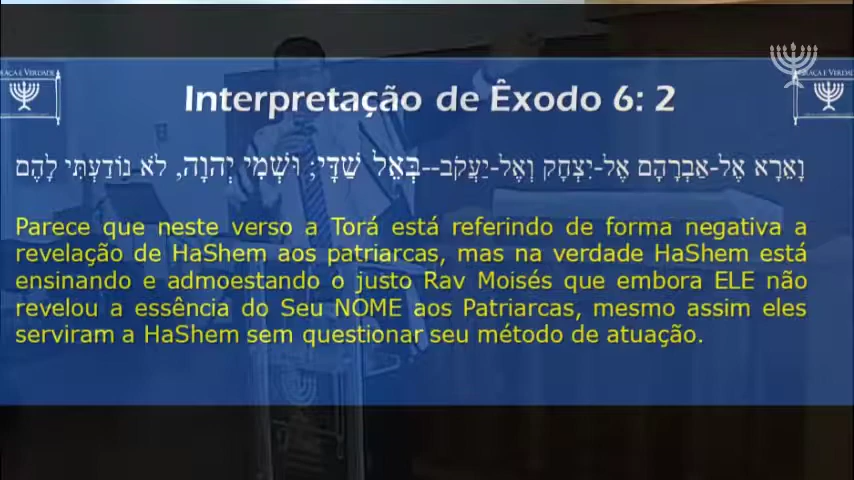 GRAÇA E VERDADE
Interpretação de Êxodo 6: 2
וָאֵרָא אֶל-אַבְרָהָם אֶל-יִצְחָק וְאֶל-יַעֲקֹב--בְּאֵל שַׁדָּי; וּשְׁמִי יְהוָה, לֹא נוֹדַעְתִּי לָהֶם
Parece que neste verso a Torá está referindo de forma negativa a
revelação de HaShem aos patriarcas, mas na verdade HaShem está
ensinando e admoestando o justo Rav Moisés que embora ELE não
revelou a essência do Seu NOME aos Patriarcas, mesmo assim eles
serviram a HaShem sem questionar seu método de atuação.